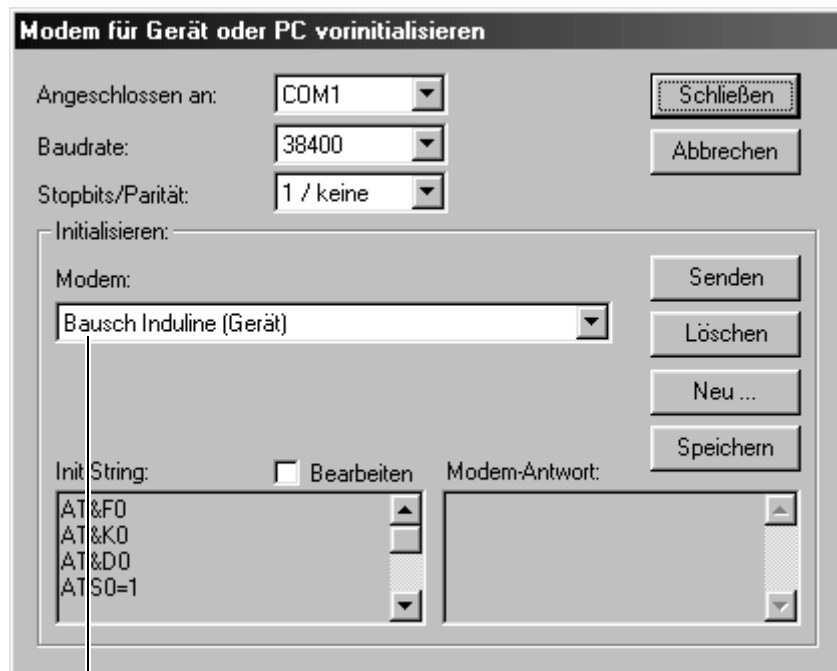 Modem für Gerät oder PC vorinitialisieren
Angeschlossen an: COM1 Schließen
Baudrate: 38400 Abbrechen
Stopbits/Parität: 1 / keine
Initialisieren:
Modem: Senden
Bausch Induline (Gerät) Löschen
Neu ...
Speichern
Init String: Bearbeiten Modem-Antwort:
AT&F0
AT&K0
AT&D0
ATS0=1